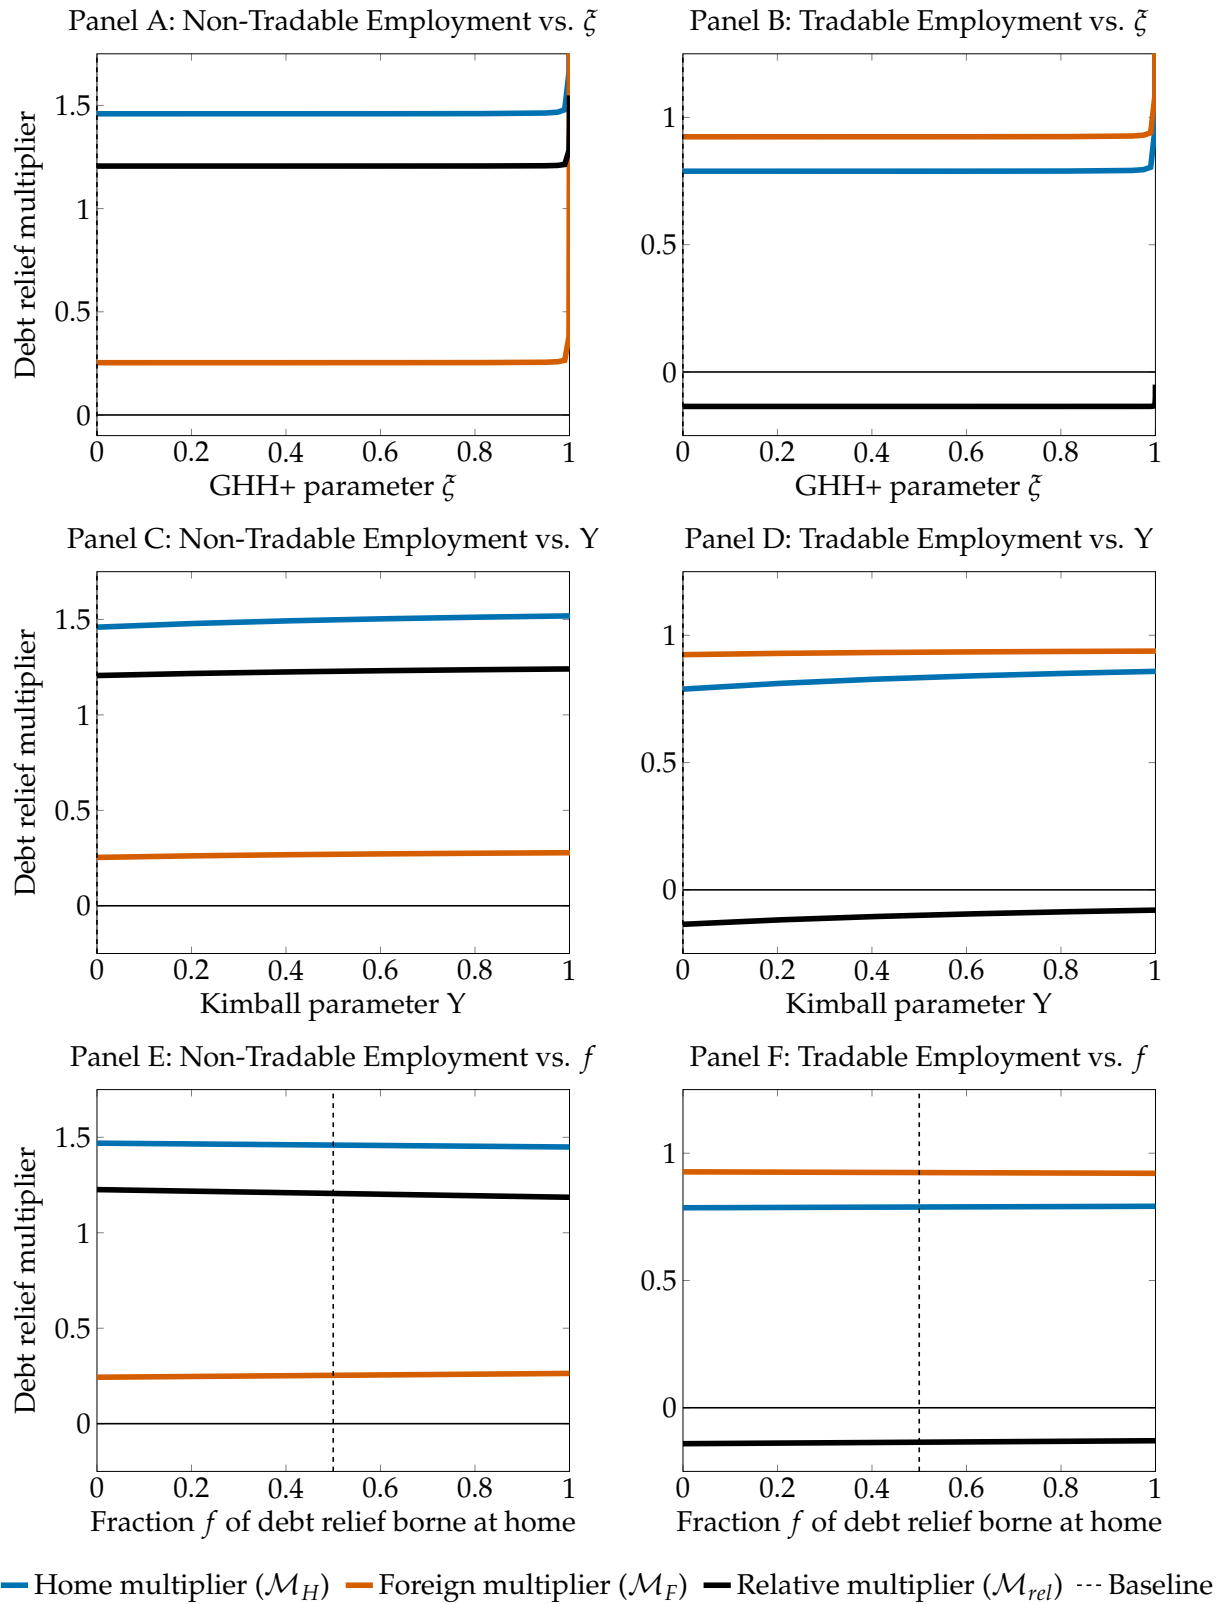 Panel A: Non-Tradable Employment vs. ξ
Panel B: Tradable Employment vs. ξ
Debt relief multiplier
1.5
1
0.5
0
0 0.2 0.4 0.6 0.8 1
GHH+ parameter ξ
1
0.5
0
0 0.2 0.4 0.6 0.8 1
GHH+ parameter ξ
Panel C: Non-Tradable Employment vs. Υ
Panel D: Tradable Employment vs. Υ
Debt relief multiplier
1.5
1
0.5
0
0 0.2 0.4 0.6 0.8 1
Kimball parameter Υ
1
0.5
0
0 0.2 0.4 0.6 0.8 1
Kimball parameter Υ
Panel E: Non-Tradable Employment vs. f
Panel F: Tradable Employment vs. f
Debt relief multiplier
1.5
1
0.5
0
0 0.2 0.4 0.6 0.8 1
Fraction f of debt relief borne at home
1
0.5
0
0 0.2 0.4 0.6 0.8 1
Fraction f of debt relief borne at home
Home multiplier (M_H) Foreign multiplier (M_F) Relative multiplier (M_rel) Baseline